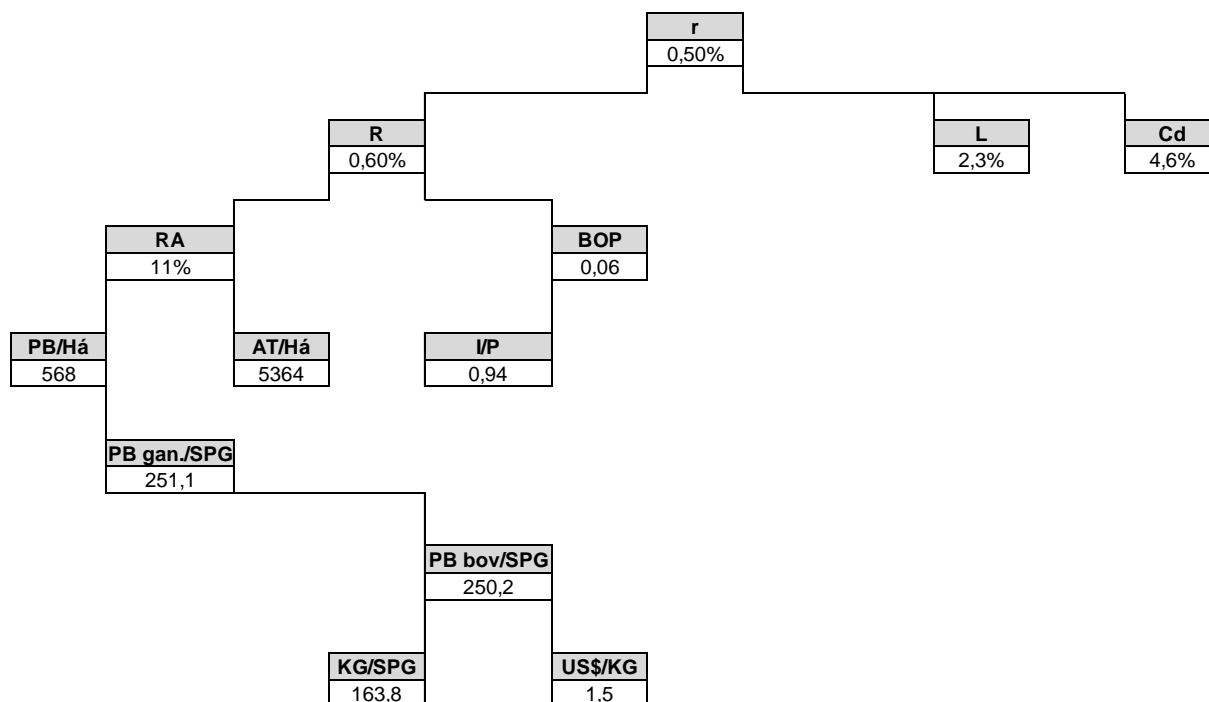 r
0,50%
R
L
Cd
0,60%
2,3%
4,6%
RA
BOP
11%
0,06
PB/Há
AT/Há
I/P
568
5364
0,94
PB gan./SPG
251,1
PB bov/SPG
250,2
KG/SPG
US$/KG
163,8
1,5